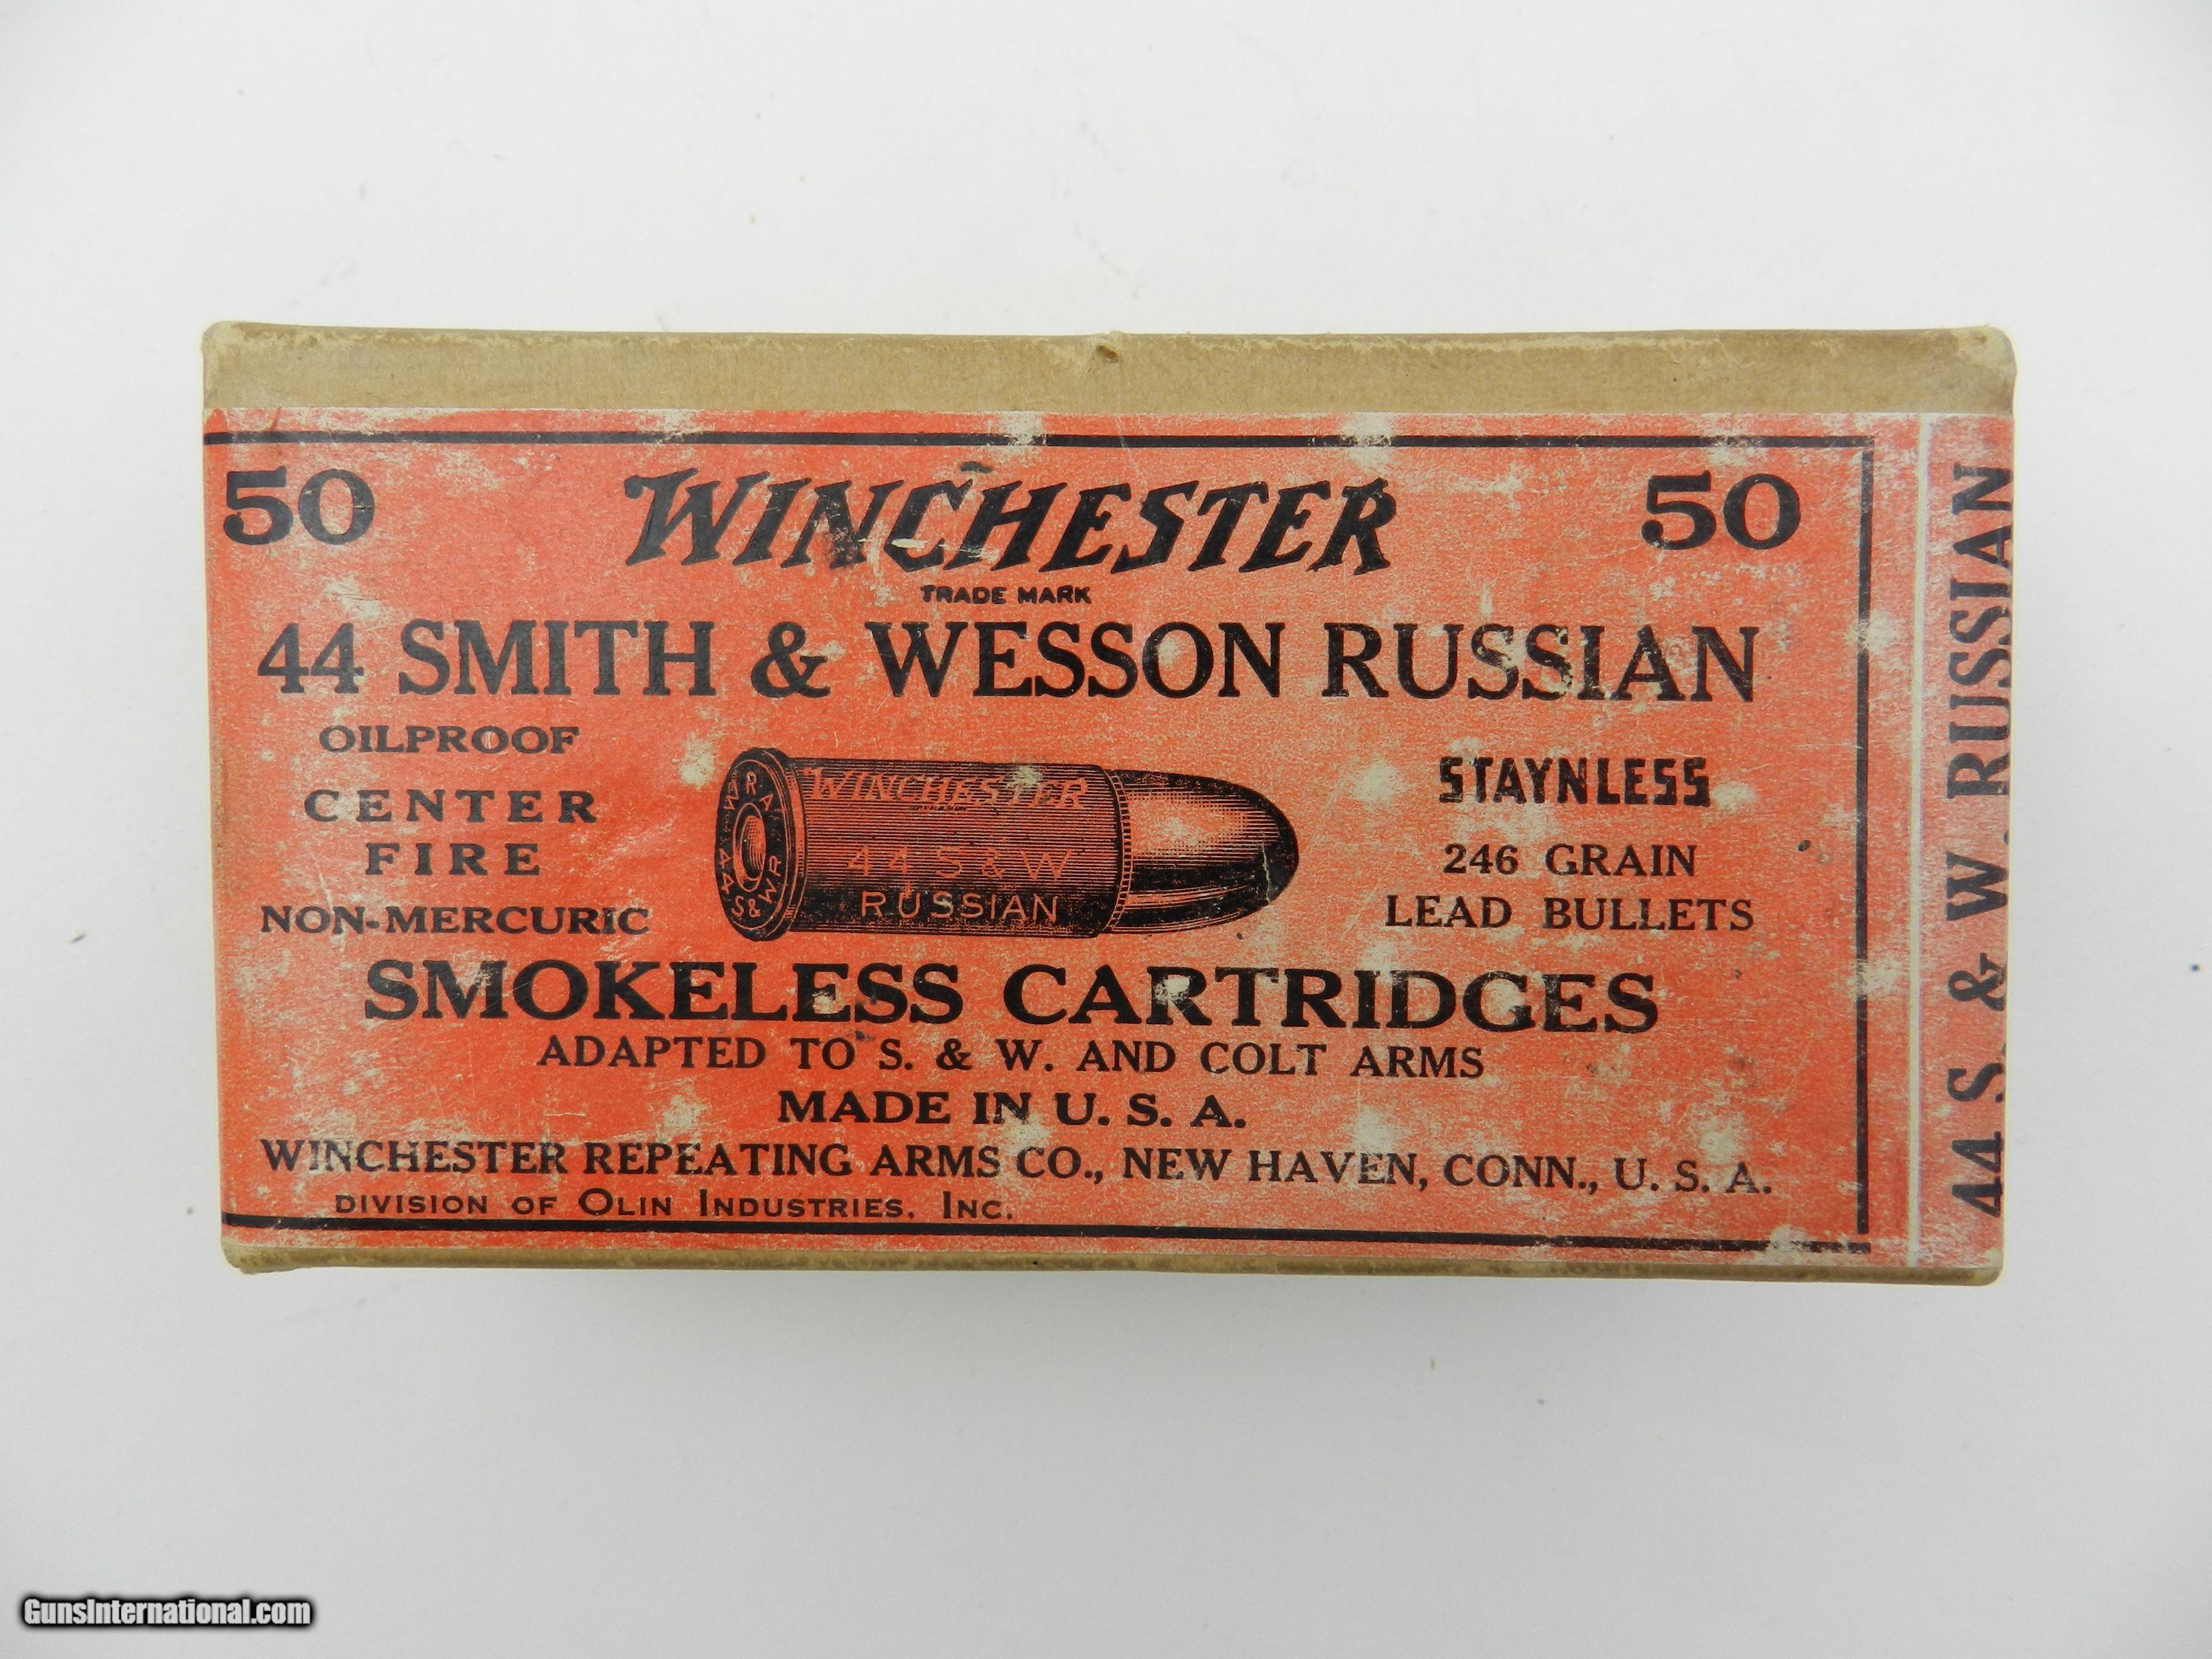 50 WINCHESTER 50
TRADE MARK
44 SMITH & WESSON RUSSIAN
OILPROOF
CENTER
FIRE
NON-MERCURIC
W.R.A.
44
S&W R
WINCHESTER
44 S & W
RUSSIAN
STAYNLESS
246 GRAIN
LEAD BULLETS
SMOKELESS CARTRIDGES
ADAPTED TO S. & W. AND COLT ARMS
MADE IN U. S. A.
WINCHESTER REPEATING ARMS CO., NEW HAVEN, CONN., U. S. A.
DIVISION OF OLIN INDUSTRIES, INC.
44 S. & W. RUSSIAN
GunsInternational.com